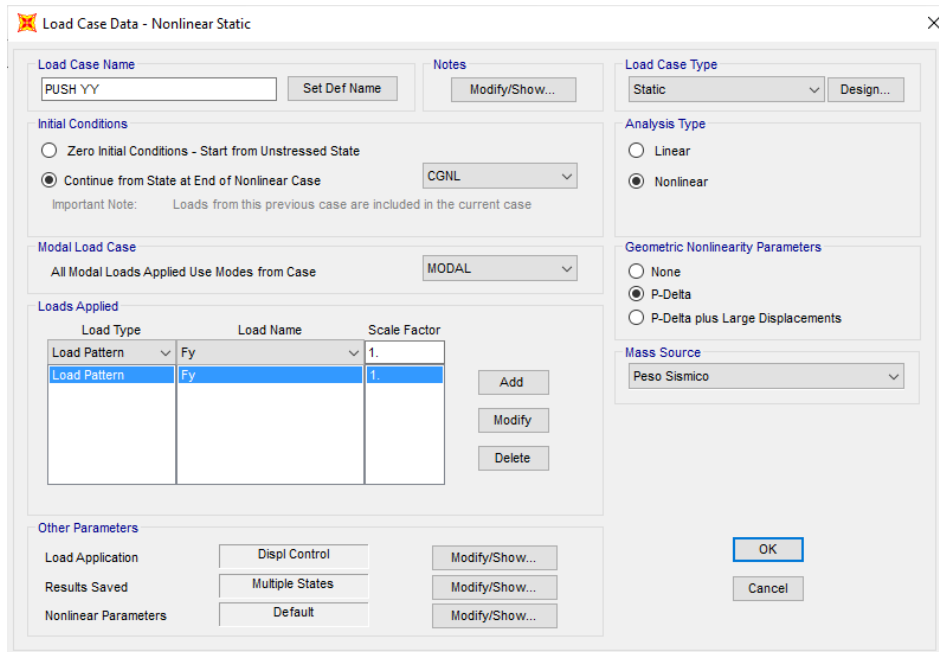 Load Case Data - Nonlinear Static
Load Case Name
PUSH YY
Set Def Name
Notes
Modify/Show...
Load Case Type
Static
Design...
Initial Conditions
Zero Initial Conditions - Start from Unstressed State
Continue from State at End of Nonlinear Case
CGNL
Important Note: Loads from this previous case are included in the current case
Analysis Type
Linear
Nonlinear
Modal Load Case
All Modal Loads Applied Use Modes from Case
MODAL
Geometric Nonlinearity Parameters
None
P-Delta
P-Delta plus Large Displacements
Loads Applied
Load Type Load Name Scale Factor
Load Pattern Fy 1.
Load Pattern Fy 1.
Add
Modify
Delete
Mass Source
Peso Sismico
Other Parameters
Load Application Displ Control Modify/Show...
Results Saved Multiple States Modify/Show...
Nonlinear Parameters Default Modify/Show...
OK
Cancel